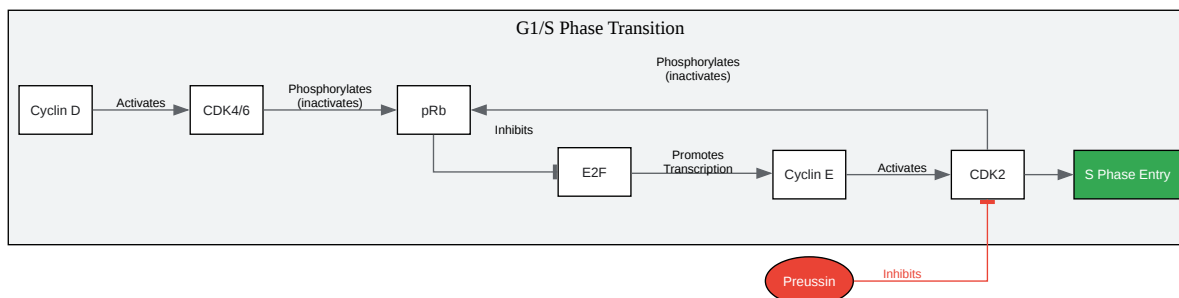 G1/S Phase Transition
Phosphorylates
(inactivates)
Cyclin D
Activates
CDK4/6
Phosphorylates
(inactivates)
pRb
Inhibits
E2F
Promotes
Transcription
Cyclin E
Activates
CDK2
S Phase Entry
Preussin
Inhibits